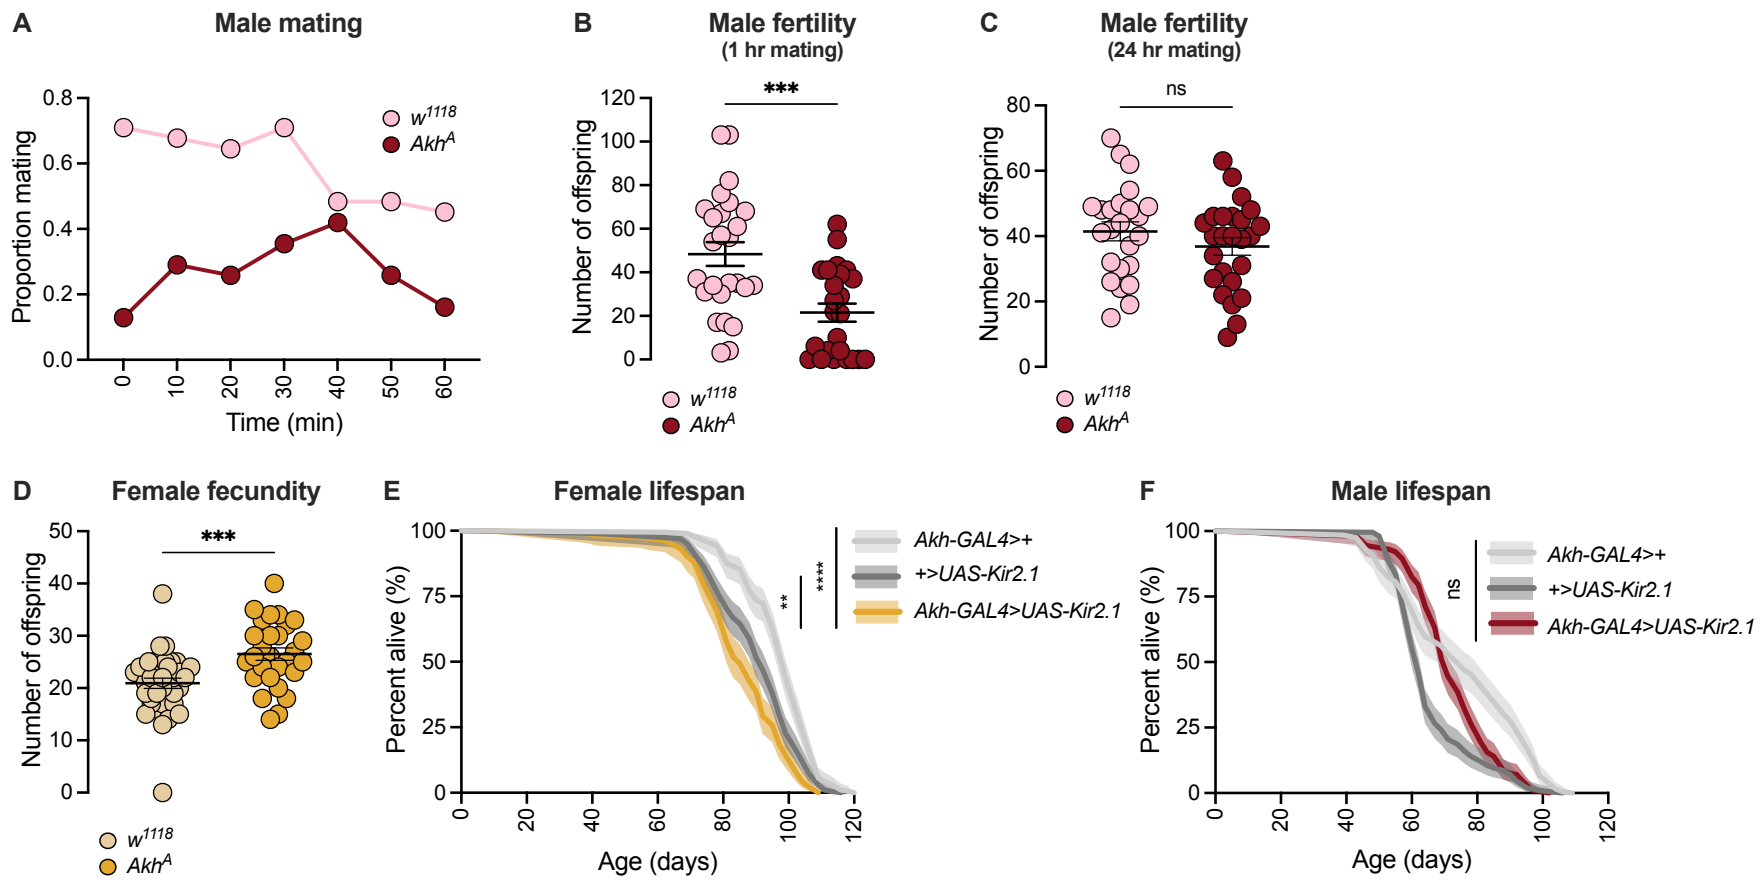 A Male mating
0.8
0.6
0.4
0.2
0.0
Proportion mating
w1118
AkhA
0 10 20 30 40 50 60
Time (min)
B Male fertility
(1 hr mating)
***
120
100
80
60
40
20
0
Number of offspring
w1118
AkhA
C Male fertility
(24 hr mating)
ns
80
60
40
20
0
Number of offspring
w1118
AkhA
D Female fecundity
***
50
40
30
20
10
0
Number of offspring
w1118
AkhA
E Female lifespan
100
75
50
25
0
Percent alive (%)
0 20 40 60 80 100 120
Age (days)
** ****
Akh-GAL4>+
+>UAS-Kir2.1
Akh-GAL4>UAS-Kir2.1
F Male lifespan
100
75
50
25
0
Percent alive (%)
0 20 40 60 80 100 120
Age (days)
ns
Akh-GAL4>+
+>UAS-Kir2.1
Akh-GAL4>UAS-Kir2.1